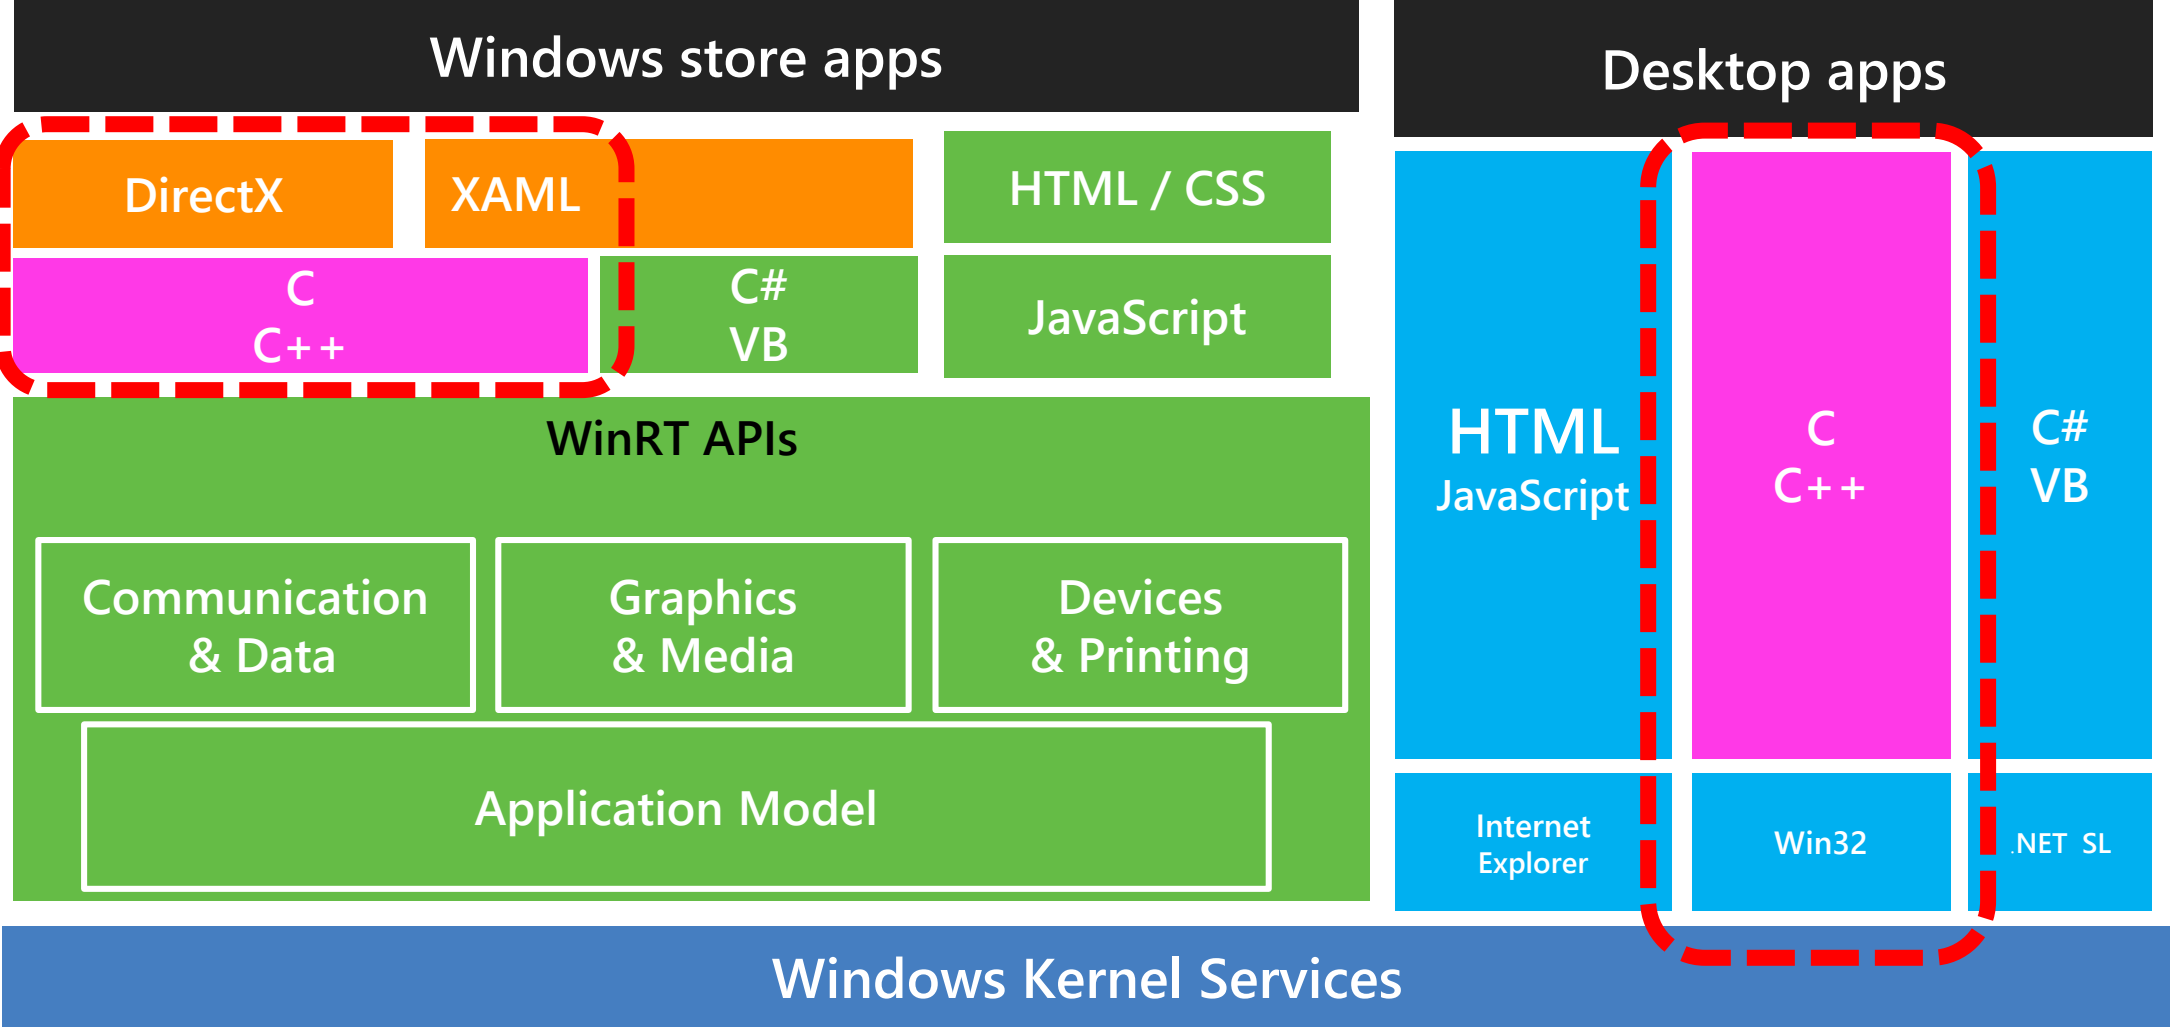 Windows store apps
DirectX
XAML
HTML / CSS
C
C++
C#
VB
JavaScript
WinRT APIs
Communication
& Data
Graphics
& Media
Devices
& Printing
Application Model
Desktop apps
HTML
JavaScript
C
C++
C#
VB
Internet
Explorer
Win32
.NET SL
Windows Kernel Services